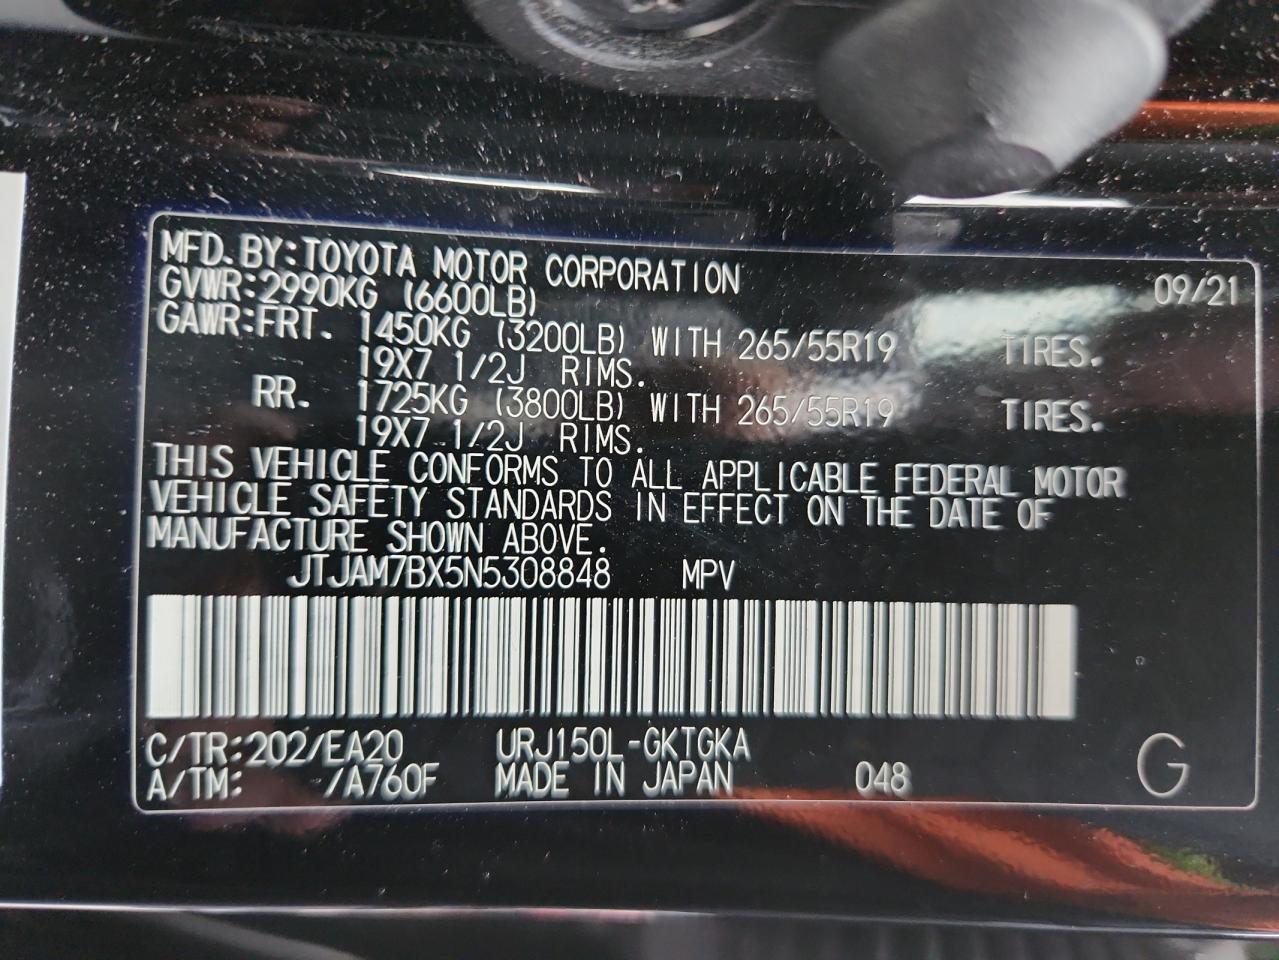 MFD.BY:TOYOTA MOTOR CORPORATION 09/21
GVWR:2990KG (6600LB)
GAWR:FRT. 1450KG (3200LB) WITH 265/55R19 TIRES.
19X7 1/2J RIMS.
RR. 1725KG (3800LB) WITH 265/55R19 TIRES.
19X7 1/2J RIMS.
THIS VEHICLE CONFORMS TO ALL APPLICABLE FEDERAL MOTOR
VEHICLE SAFETY STANDARDS IN EFFECT ON THE DATE OF
MANUFACTURE SHOWN ABOVE.
JTJAM7BX5N5308848 MPV
C/TR:202/EA20 URJ150L-GKTGKA
A/TM: /A760F MADE IN JAPAN 048 G